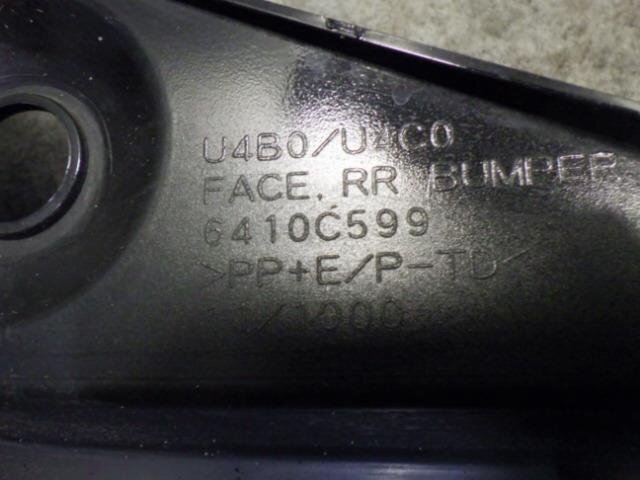 U4B0/U4C0
FACE, RR BUMPER
6410C599
>PP+E/P-TD<